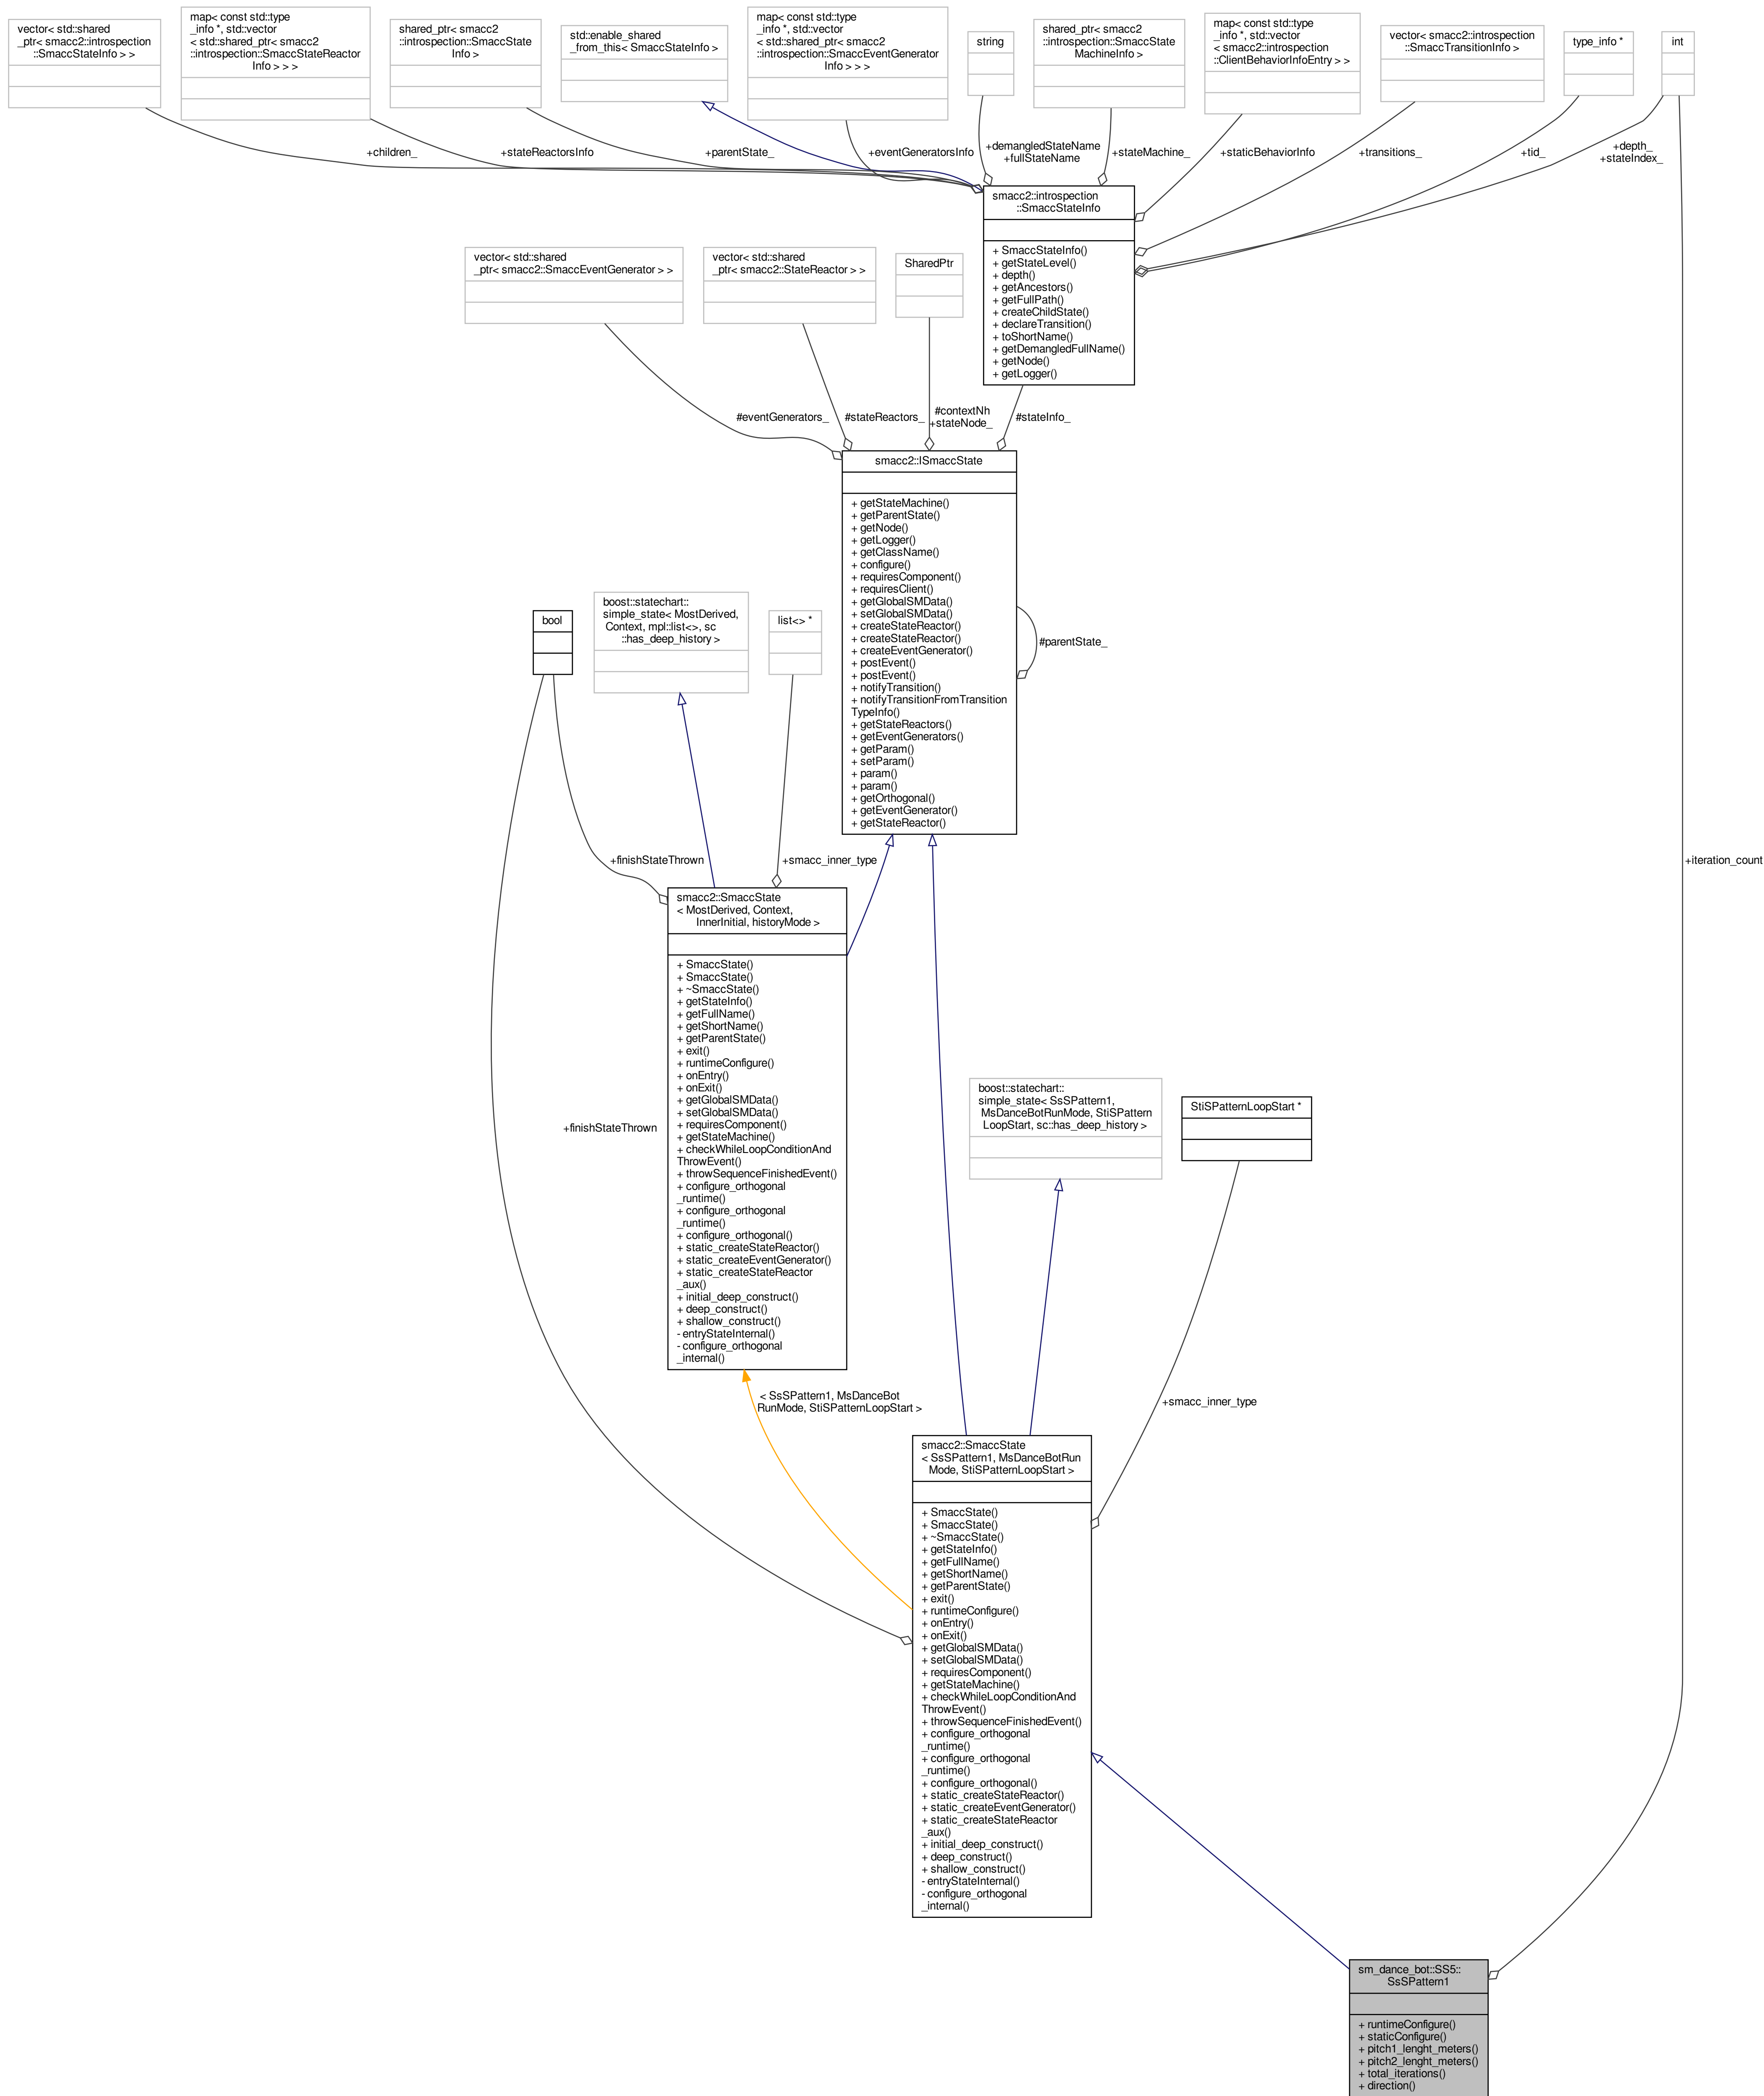 vector< std::shared
_ptr< smacc2::introspection
::SmaccStateInfo > >
map< const std::type
_info *, std::vector
< std::shared_ptr< smacc2
::introspection::SmaccStateReactor
Info > > >
shared_ptr< smacc2
::introspection::SmaccState
Info >
std::enable_shared
_from_this< SmaccStateInfo >
map< const std::type
_info *, std::vector
< std::shared_ptr< smacc2
::introspection::SmaccEventGenerator
Info > > >
string
shared_ptr< smacc2
::introspection::SmaccState
MachineInfo >
map< const std::type
_info *, std::vector
< smacc2::introspection
::ClientBehaviorInfoEntry > >
vector< smacc2::introspection
::SmaccTransitionInfo >
type_info *
int
+children_
+stateReactorsInfo
+parentState_
+eventGeneratorsInfo
+demangledStateName
+fullStateName
+stateMachine_
+staticBehaviorInfo
+transitions_
+tid_
+depth_
+stateIndex_
smacc2::introspection
::SmaccStateInfo
+ SmaccStateInfo()
+ getStateLevel()
+ depth()
+ getAncestors()
+ getFullPath()
+ createChildState()
+ declareTransition()
+ toShortName()
+ getDemangledFullName()
+ getNode()
+ getLogger()
vector< std::shared
_ptr< smacc2::SmaccEventGenerator > >
vector< std::shared
_ptr< smacc2::StateReactor > >
SharedPtr
#eventGenerators_
#stateReactors_
#contextNh
+stateNode_
#stateInfo_
smacc2::ISmaccState
+ getStateMachine()
+ getParentState()
+ getNode()
+ getLogger()
+ getClassName()
+ configure()
+ requiresComponent()
+ requiresClient()
+ getGlobalSMData()
+ setGlobalSMData()
+ createStateReactor()
+ createStateReactor()
+ createEventGenerator()
+ postEvent()
+ postEvent()
+ notifyTransition()
+ notifyTransitionFromTransition
TypeInfo()
+ getStateReactors()
+ getEventGenerators()
+ getParam()
+ setParam()
+ param()
+ param()
+ getOrthogonal()
+ getEventGenerator()
+ getStateReactor()
#parentState_
bool
boost::statechart::
simple_state< MostDerived,
Context, mpl::list<>, sc
::has_deep_history >
list<> *
+finishStateThrown
+smacc_inner_type
+iteration_count
smacc2::SmaccState
< MostDerived, Context,
InnerInitial, historyMode >
+ SmaccState()
+ SmaccState()
+ ~SmaccState()
+ getStateInfo()
+ getFullName()
+ getShortName()
+ getParentState()
+ exit()
+ runtimeConfigure()
+ onEntry()
+ onExit()
+ getGlobalSMData()
+ setGlobalSMData()
+ requiresComponent()
+ getStateMachine()
+ checkWhileLoopConditionAnd
ThrowEvent()
+ throwSequenceFinishedEvent()
+ configure_orthogonal
_runtime()
+ configure_orthogonal
_runtime()
+ configure_orthogonal()
+ static_createStateReactor()
+ static_createEventGenerator()
+ static_createStateReactor
_aux()
+ initial_deep_construct()
+ deep_construct()
+ shallow_construct()
- entryStateInternal()
- configure_orthogonal
_internal()
+finishStateThrown
boost::statechart::
simple_state< SsSPattern1,
MsDanceBotRunMode, StiSPattern
LoopStart, sc::has_deep_history >
StiSPatternLoopStart *
< SsSPattern1, MsDanceBot
RunMode, StiSPatternLoopStart >
+smacc_inner_type
smacc2::SmaccState
< SsSPattern1, MsDanceBotRun
Mode, StiSPatternLoopStart >
+ SmaccState()
+ SmaccState()
+ ~SmaccState()
+ getStateInfo()
+ getFullName()
+ getShortName()
+ getParentState()
+ exit()
+ runtimeConfigure()
+ onEntry()
+ onExit()
+ getGlobalSMData()
+ setGlobalSMData()
+ requiresComponent()
+ getStateMachine()
+ checkWhileLoopConditionAnd
ThrowEvent()
+ throwSequenceFinishedEvent()
+ configure_orthogonal
_runtime()
+ configure_orthogonal
_runtime()
+ configure_orthogonal()
+ static_createStateReactor()
+ static_createEventGenerator()
+ static_createStateReactor
_aux()
+ initial_deep_construct()
+ deep_construct()
+ shallow_construct()
- entryStateInternal()
- configure_orthogonal
_internal()
sm_dance_bot::SS5::
SsSPattern1
+ runtimeConfigure()
+ staticConfigure()
+ pitch1_lenght_meters()
+ pitch2_lenght_meters()
+ total_iterations()
+ direction()